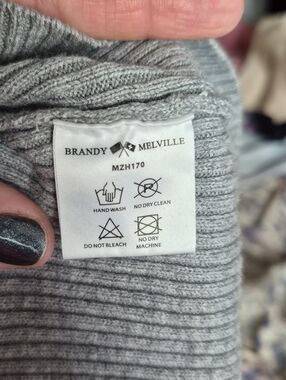 BRANDY MELVILLE
MZH170
P
HAND WASH NO DRY CLEAN
DO NOT BLEACH NO DRY MACHINE